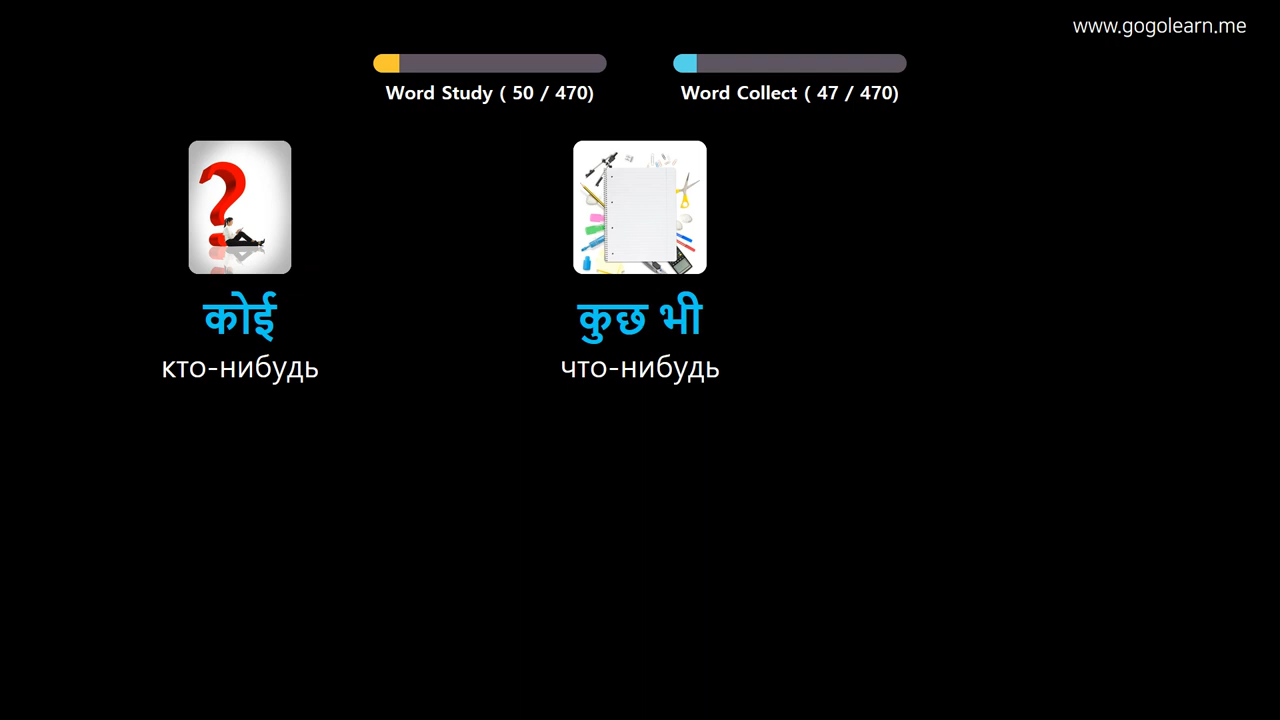 www.gogolearn.me
Word Study ( 50 / 470)
Word Collect ( 47 / 470)
कोई
कुछ भी
кто-нибудь
что-нибудь